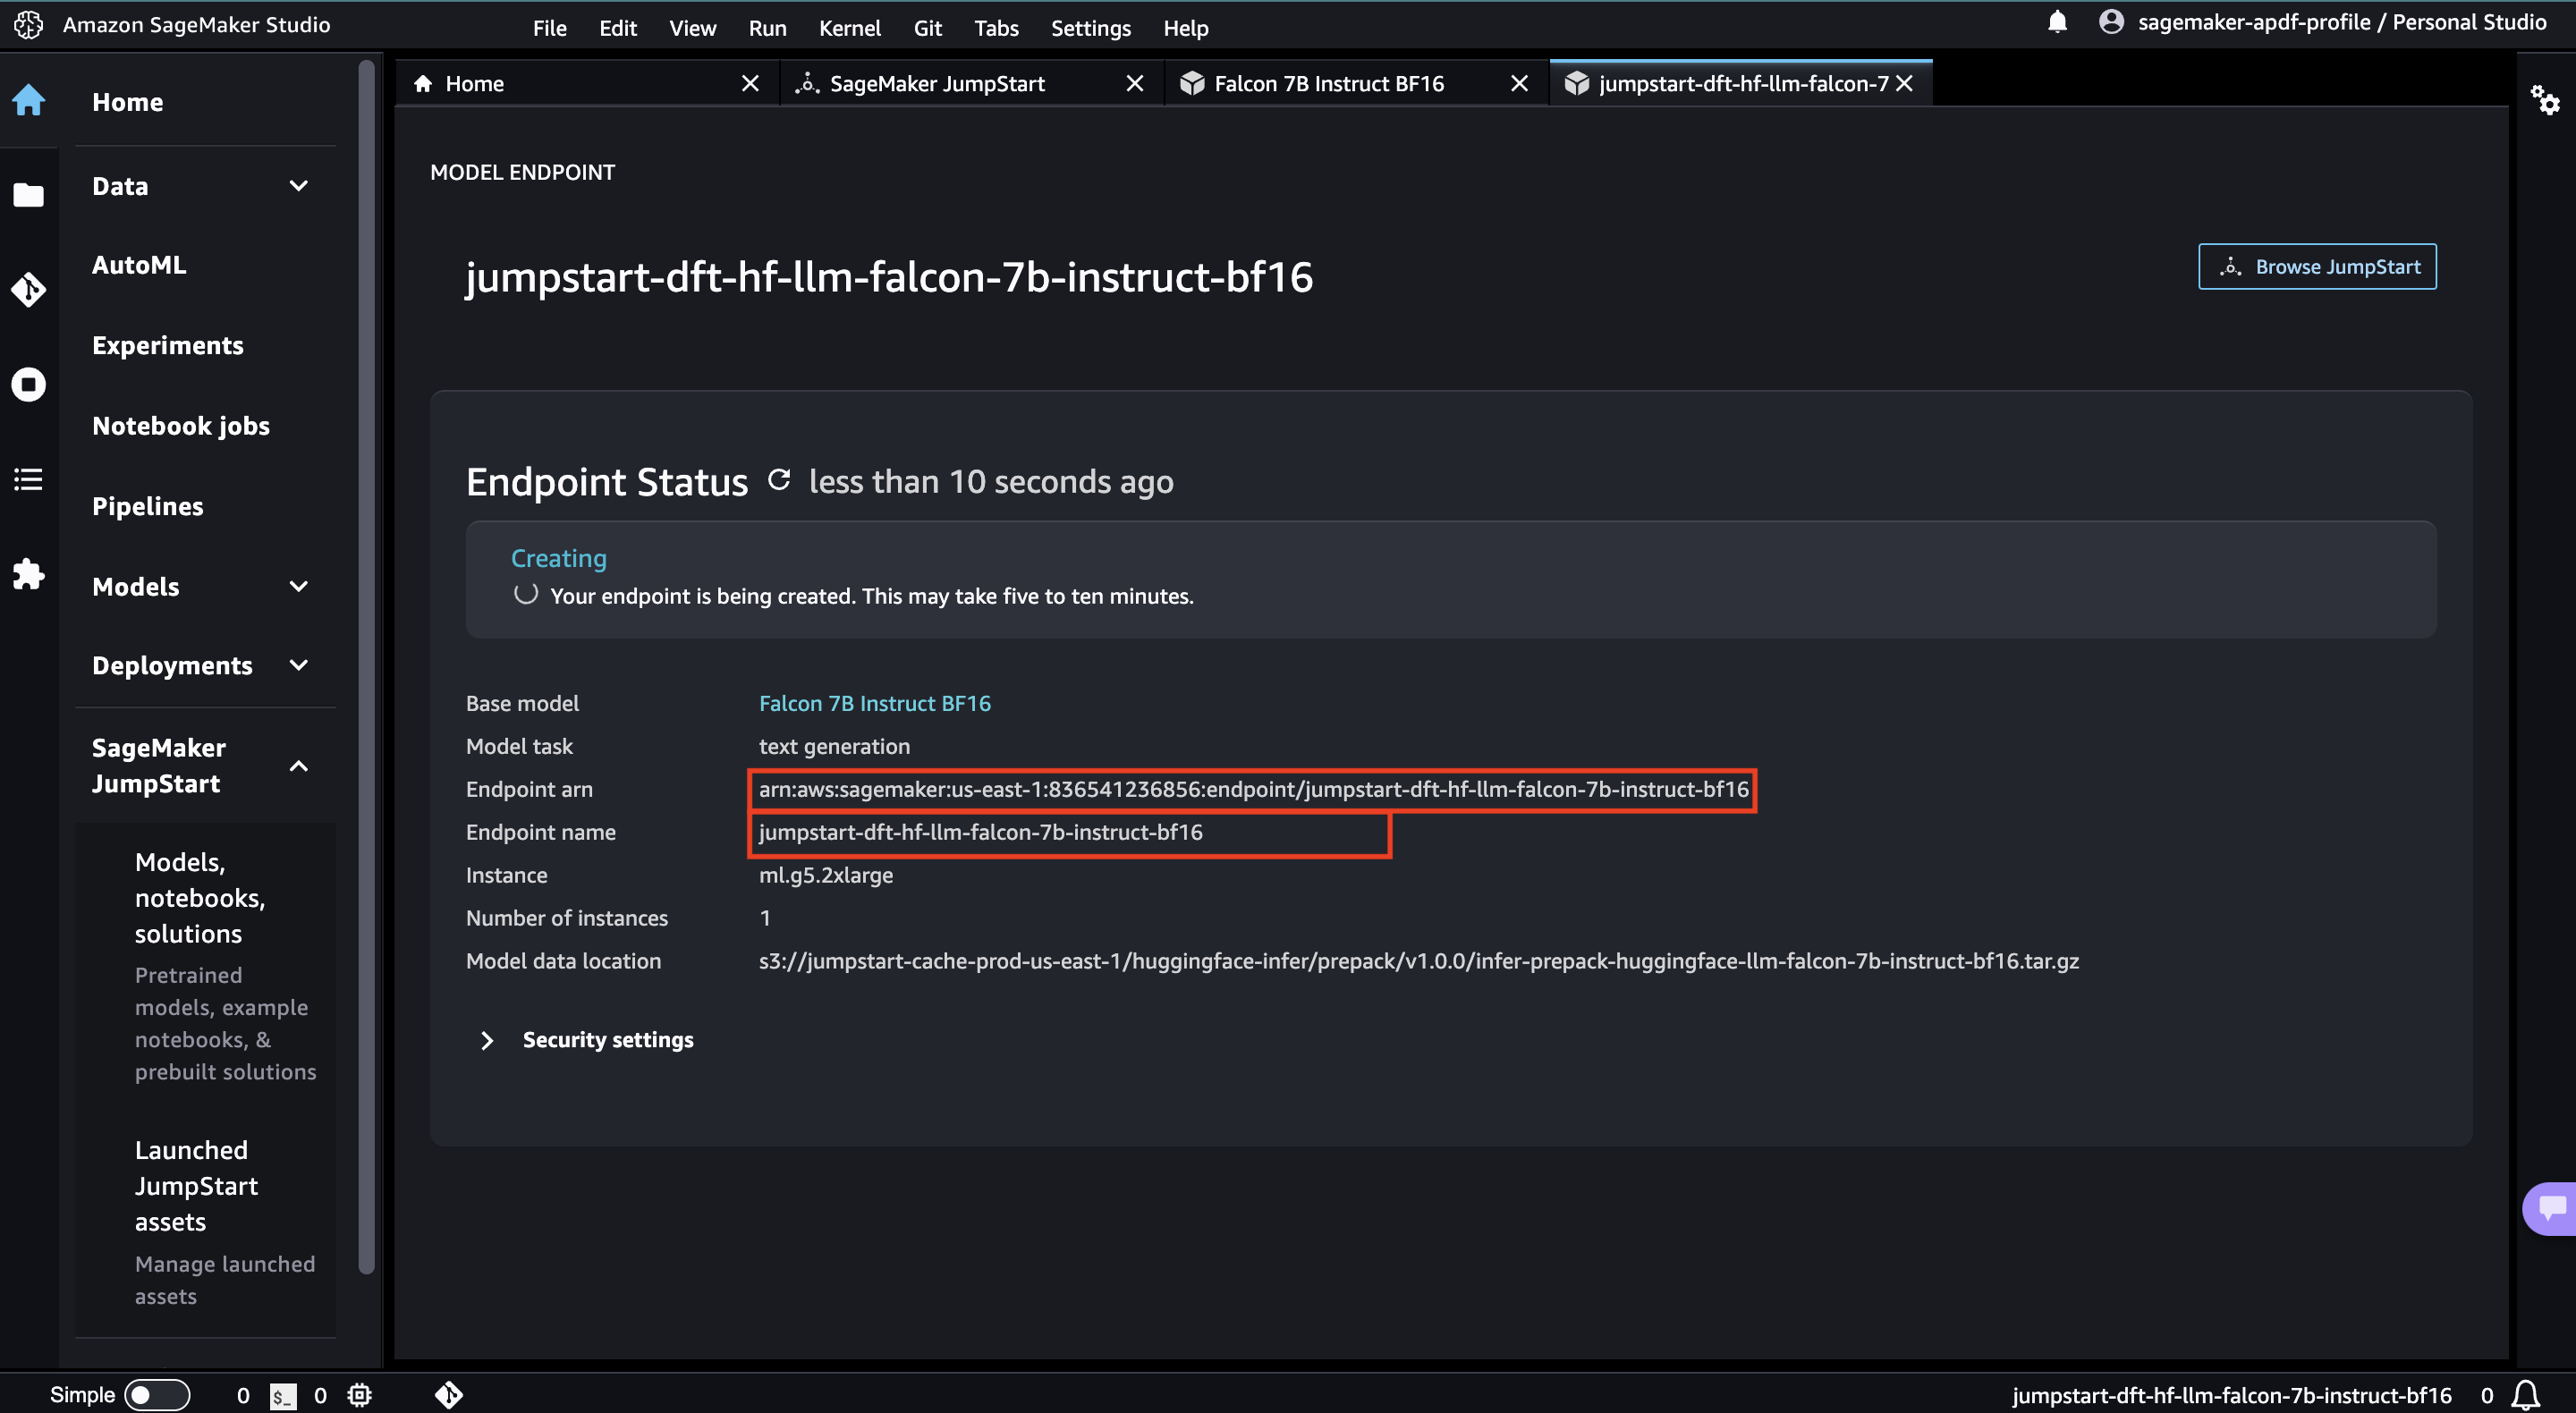 Amazon SageMaker Studio
File Edit View Run Kernel Git Tabs Settings Help
sagemaker-apdf-profile / Personal Studio
Home
Data
AutoML
Experiments
Notebook jobs
Pipelines
Models
Deployments
SageMaker
JumpStart
Models,
notebooks,
solutions
Pretrained
models, example
notebooks, &
prebuilt solutions
Launched
JumpStart
assets
Manage launched
assets
Home
SageMaker JumpStart
Falcon 7B Instruct BF16
jumpstart-dft-hf-llm-falcon-7
MODEL ENDPOINT
jumpstart-dft-hf-llm-falcon-7b-instruct-bf16
Browse JumpStart
Endpoint Status less than 10 seconds ago
Creating
Your endpoint is being created. This may take five to ten minutes.
Base model Falcon 7B Instruct BF16
Model task text generation
Endpoint arn arn:aws:sagemaker:us-east-1:836541236856:endpoint/jumpstart-dft-hf-llm-falcon-7b-instruct-bf16
Endpoint name jumpstart-dft-hf-llm-falcon-7b-instruct-bf16
Instance ml.g5.2xlarge
Number of instances 1
Model data location s3://jumpstart-cache-prod-us-east-1/huggingface-infer/prepack/v1.0.0/infer-prepack-huggingface-llm-falcon-7b-instruct-bf16.tar.gz
Security settings
Simple 0 $_ 0
jumpstart-dft-hf-llm-falcon-7b-instruct-bf16 0